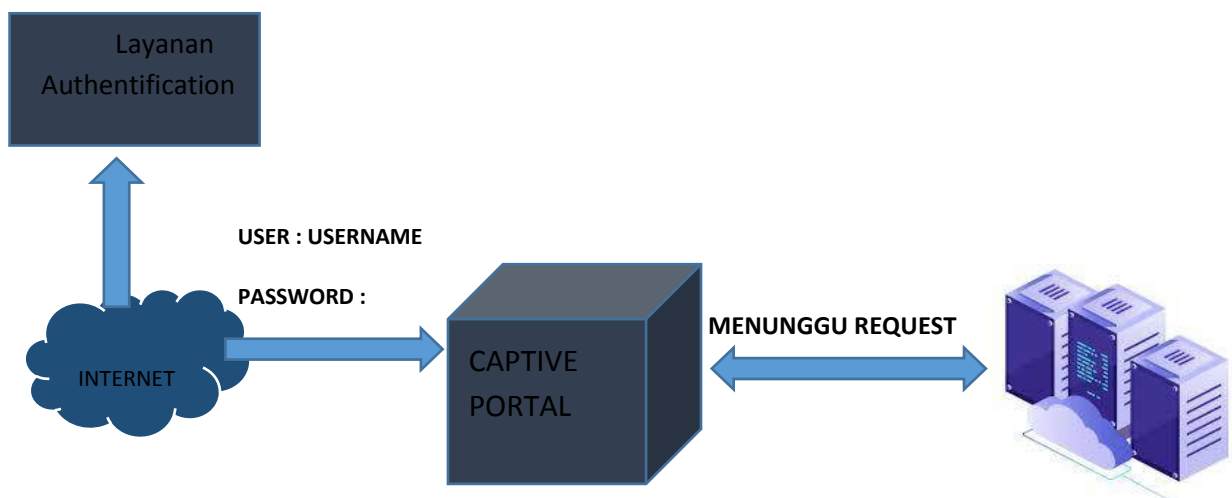 Layanan
Authentification
USER : USERNAME
PASSWORD :
INTERNET
CAPTIVE
PORTAL
MENUNGGU REQUEST